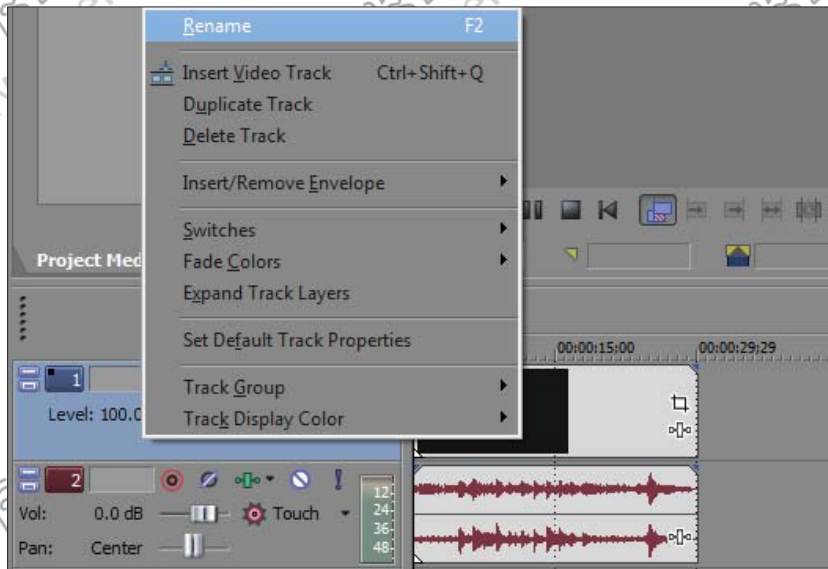 Rename F2
Insert Video Track Ctrl+Shift+Q
Duplicate Track
Delete Track
Insert/Remove Envelope
Switches
Fade Colors
Expand Track Layers
Set Default Track Properties
Track Group
Track Display Color
Project Med
00:00:15;00 00:00:29;29
1
Level: 100.0
2
Vol: 0.0 dB Touch
Pan: Center
12
24
36
48